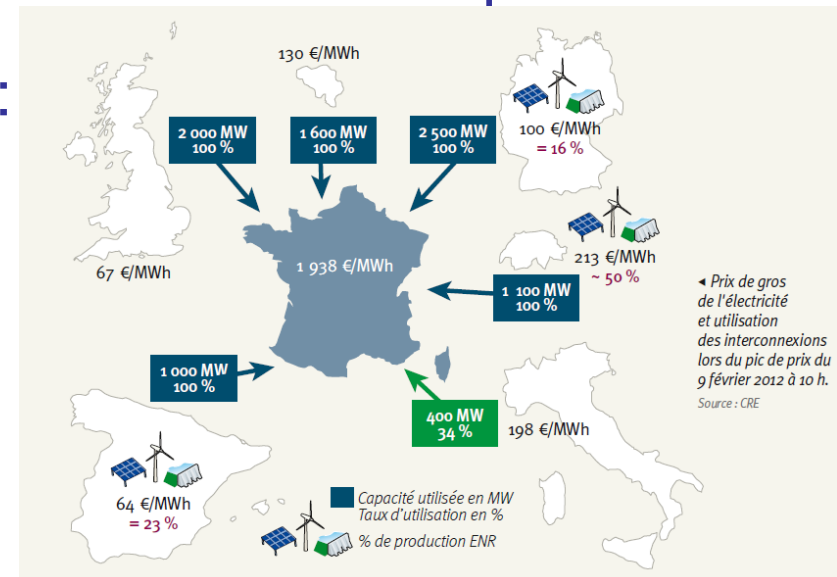 130 €/MWh
2 000 MW
100 %
1 600 MW
100 %
2 500 MW
100 %
100 €/MWh
= 16 %
67 €/MWh
1 938 €/MWh
213 €/MWh
~ 50 %
1 100 MW
100 %
◂ Prix de gros
de l'électricité
et utilisation
des interconnexions
lors du pic de prix du
9 février 2012 à 10 h.
Source : CRE
1 000 MW
100 %
400 MW
34 %
198 €/MWh
64 €/MWh
= 23 %
Capacité utilisée en MW
Taux d'utilisation en %
% de production ENR